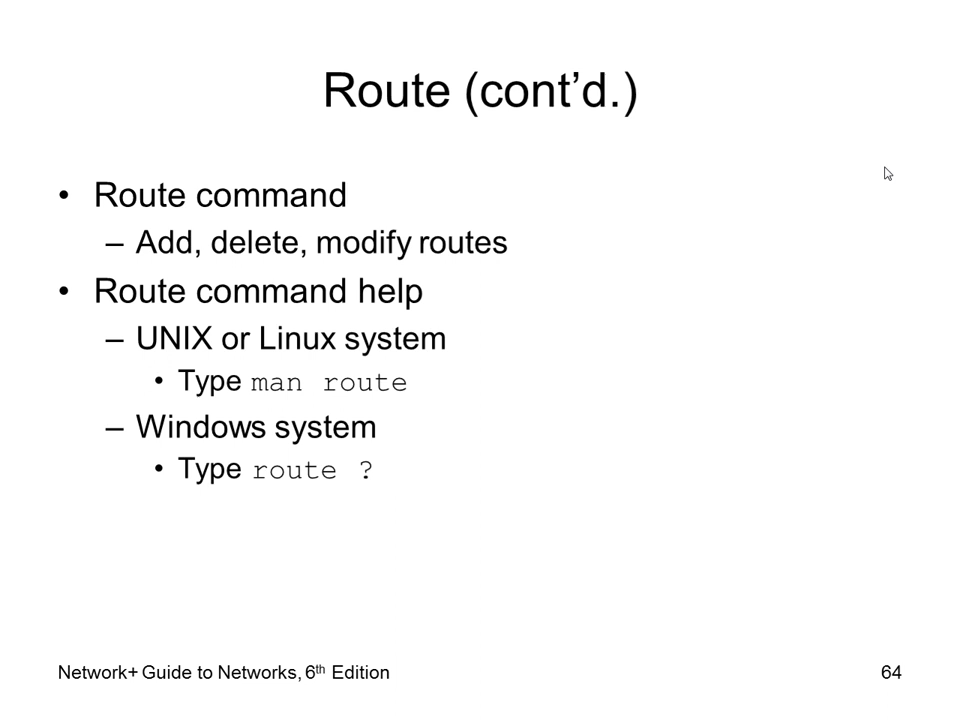 Route (cont’d.)
• Route command
– Add, delete, modify routes
• Route command help
– UNIX or Linux system
• Type man route
– Windows system
• Type route ?
Network+ Guide to Networks, 6th Edition
64